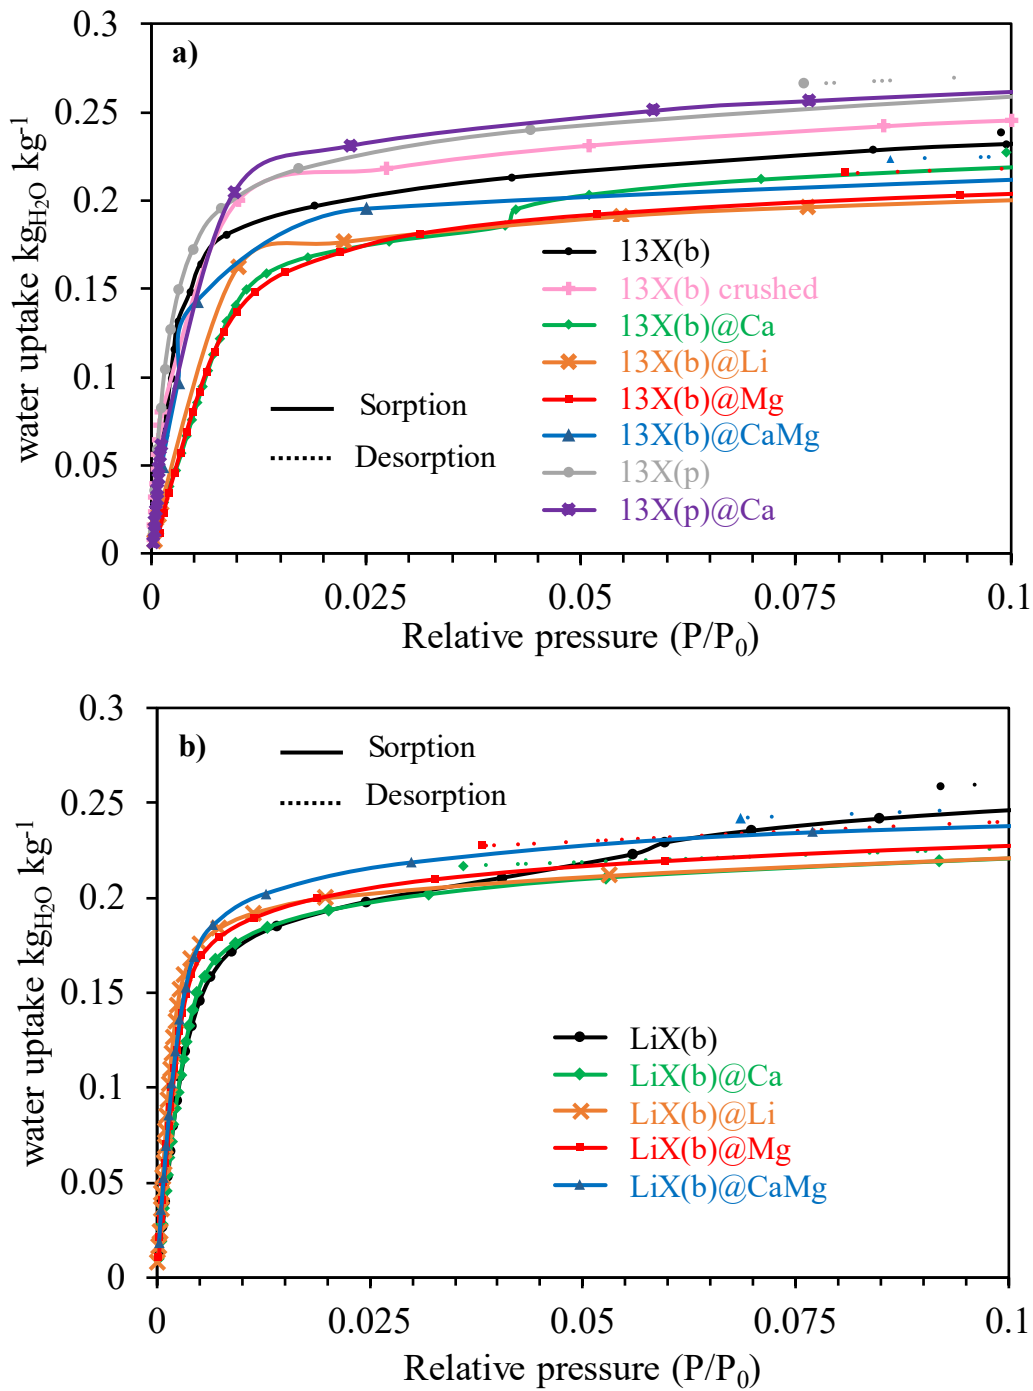 a)
0.3
0.25
0.2
0.15
0.1
0.05
0
water uptake kg_H2O kg^-1
13X(b)
13X(b) crushed
13X(b)@Ca
13X(b)@Li
13X(b)@Mg
13X(b)@CaMg
13X(p)
13X(p)@Ca
Sorption
Desorption
0 0.025 0.05 0.075 0.1
Relative pressure (P/P₀)
b)
0.3
0.25
0.2
0.15
0.1
0.05
0
water uptake kg_H2O kg^-1
Sorption
Desorption
LiX(b)
LiX(b)@Ca
LiX(b)@Li
LiX(b)@Mg
LiX(b)@CaMg
0 0.025 0.05 0.075 0.1
Relative pressure (P/P₀)